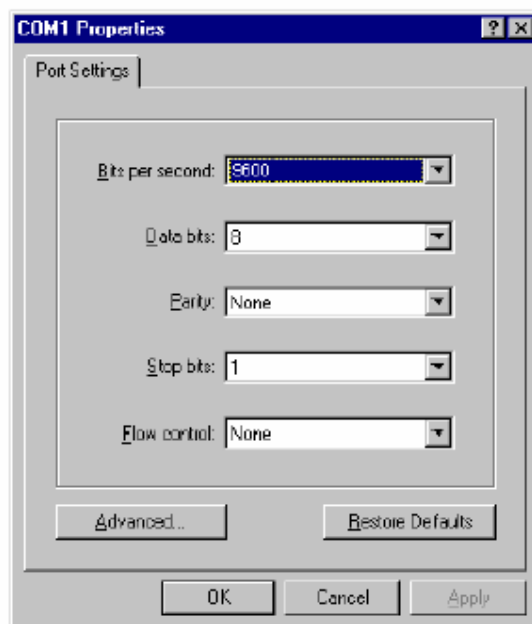 COM1 Properties
Port Settings
Bits per second: 9600
Data bits: 8
Parity: None
Stop bits: 1
Flow control: None
Advanced...
Restore Defaults
OK
Cancel
Apply